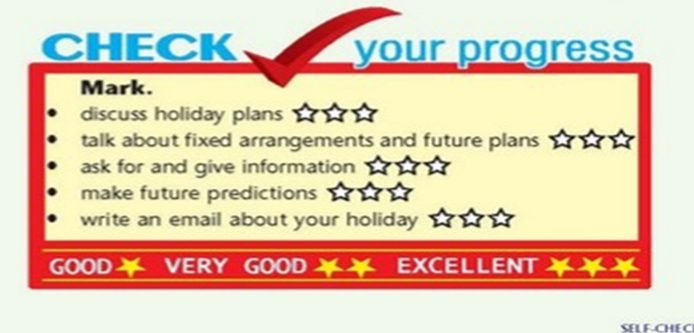 CHECK your progress
Mark.
• discuss holiday plans ☆☆☆
• talk about fixed arrangements and future plans ☆☆☆
• ask for and give information ☆☆☆
• make future predictions ☆☆☆
• write an email about your holiday ☆☆☆
GOOD ★ VERY GOOD ★★ EXCELLENT ★★★
SELF-CHECK